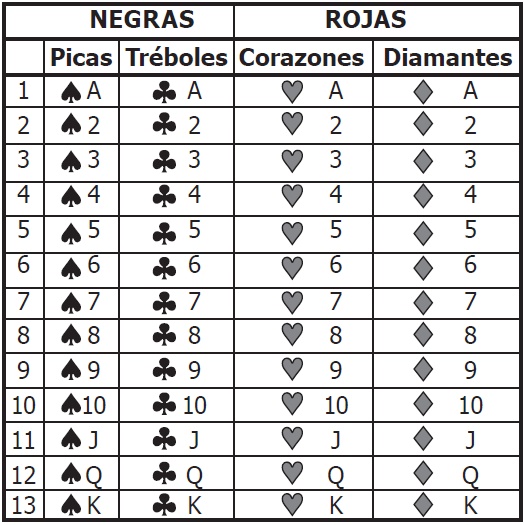 NEGRAS ROJAS
Picas Tréboles Corazones Diamantes
1 ♠ A ♣ A ♥ A ♦ A
2 ♠ 2 ♣ 2 ♥ 2 ♦ 2
3 ♠ 3 ♣ 3 ♥ 3 ♦ 3
4 ♠ 4 ♣ 4 ♥ 4 ♦ 4
5 ♠ 5 ♣ 5 ♥ 5 ♦ 5
6 ♠ 6 ♣ 6 ♥ 6 ♦ 6
7 ♠ 7 ♣ 7 ♥ 7 ♦ 7
8 ♠ 8 ♣ 8 ♥ 8 ♦ 8
9 ♠ 9 ♣ 9 ♥ 9 ♦ 9
10 ♠ 10 ♣ 10 ♥ 10 ♦ 10
11 ♠ J ♣ J ♥ J ♦ J
12 ♠ Q ♣ Q ♥ Q ♦ Q
13 ♠ K ♣ K ♥ K ♦ K